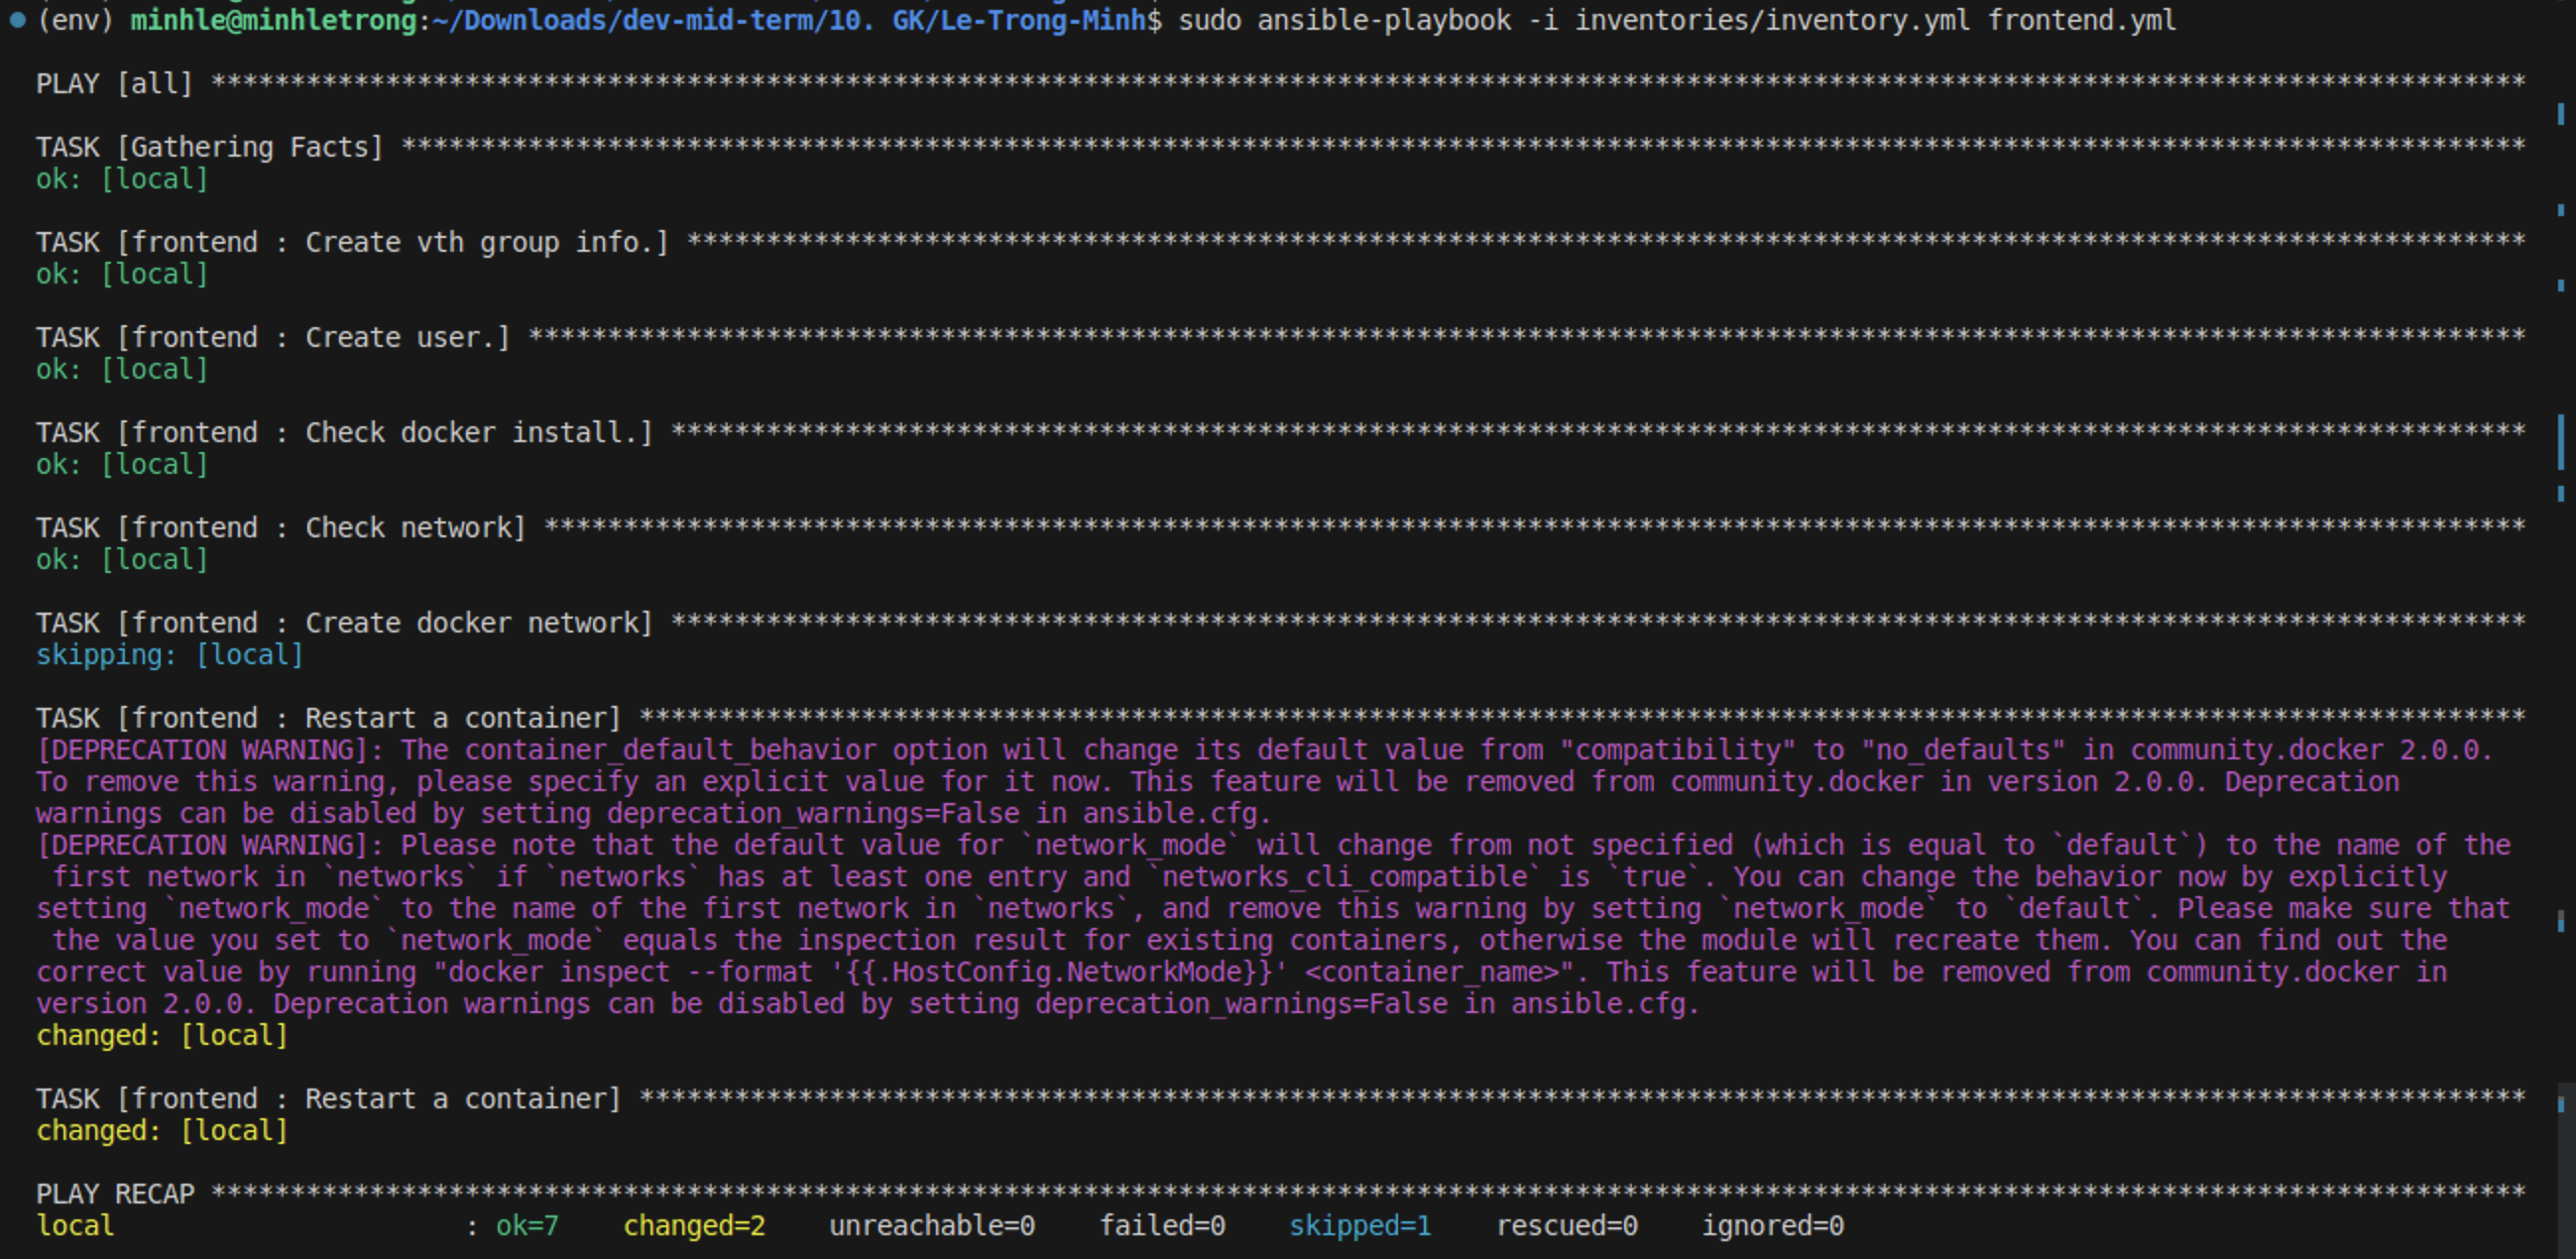 (env) minhle@minhletrong:~/Downloads/dev-mid-term/10. GK/Le-Trong-Minh$ sudo ansible-playbook -i inventories/inventory.yml frontend.yml
PLAY [all] **************************************************************************************************************************************************
TASK [Gathering Facts] **************************************************************************************************************************************
ok: [local]
TASK [frontend : Create vth group info.] ********************************************************************************************************************
ok: [local]
TASK [frontend : Create user.] ******************************************************************************************************************************
ok: [local]
TASK [frontend : Check docker install.] *********************************************************************************************************************
ok: [local]
TASK [frontend : Check network] *****************************************************************************************************************************
ok: [local]
TASK [frontend : Create docker network] *********************************************************************************************************************
skipping: [local]
TASK [frontend : Restart a container] ***********************************************************************************************************************
[DEPRECATION WARNING]: The container_default_behavior option will change its default value from "compatibility" to "no_defaults" in community.docker 2.0.0.
To remove this warning, please specify an explicit value for it now. This feature will be removed from community.docker in version 2.0.0. Deprecation
warnings can be disabled by setting deprecation_warnings=False in ansible.cfg.
[DEPRECATION WARNING]: Please note that the default value for `network_mode` will change from not specified (which is equal to `default`) to the name of the
first network in `networks` if `networks` has at least one entry and `networks_cli_compatible` is `true`. You can change the behavior now by explicitly
setting `network_mode` to the name of the first network in `networks`, and remove this warning by setting `network_mode` to `default`. Please make sure that
the value you set to `network_mode` equals the inspection result for existing containers, otherwise the module will recreate them. You can find out the
correct value by running "docker inspect --format '{{.HostConfig.NetworkMode}}' <container_name>". This feature will be removed from community.docker in
version 2.0.0. Deprecation warnings can be disabled by setting deprecation_warnings=False in ansible.cfg.
changed: [local]
TASK [frontend : Restart a container] ***********************************************************************************************************************
changed: [local]
PLAY RECAP **************************************************************************************************************************************************
local : ok=7 changed=2 unreachable=0 failed=0 skipped=1 rescued=0 ignored=0